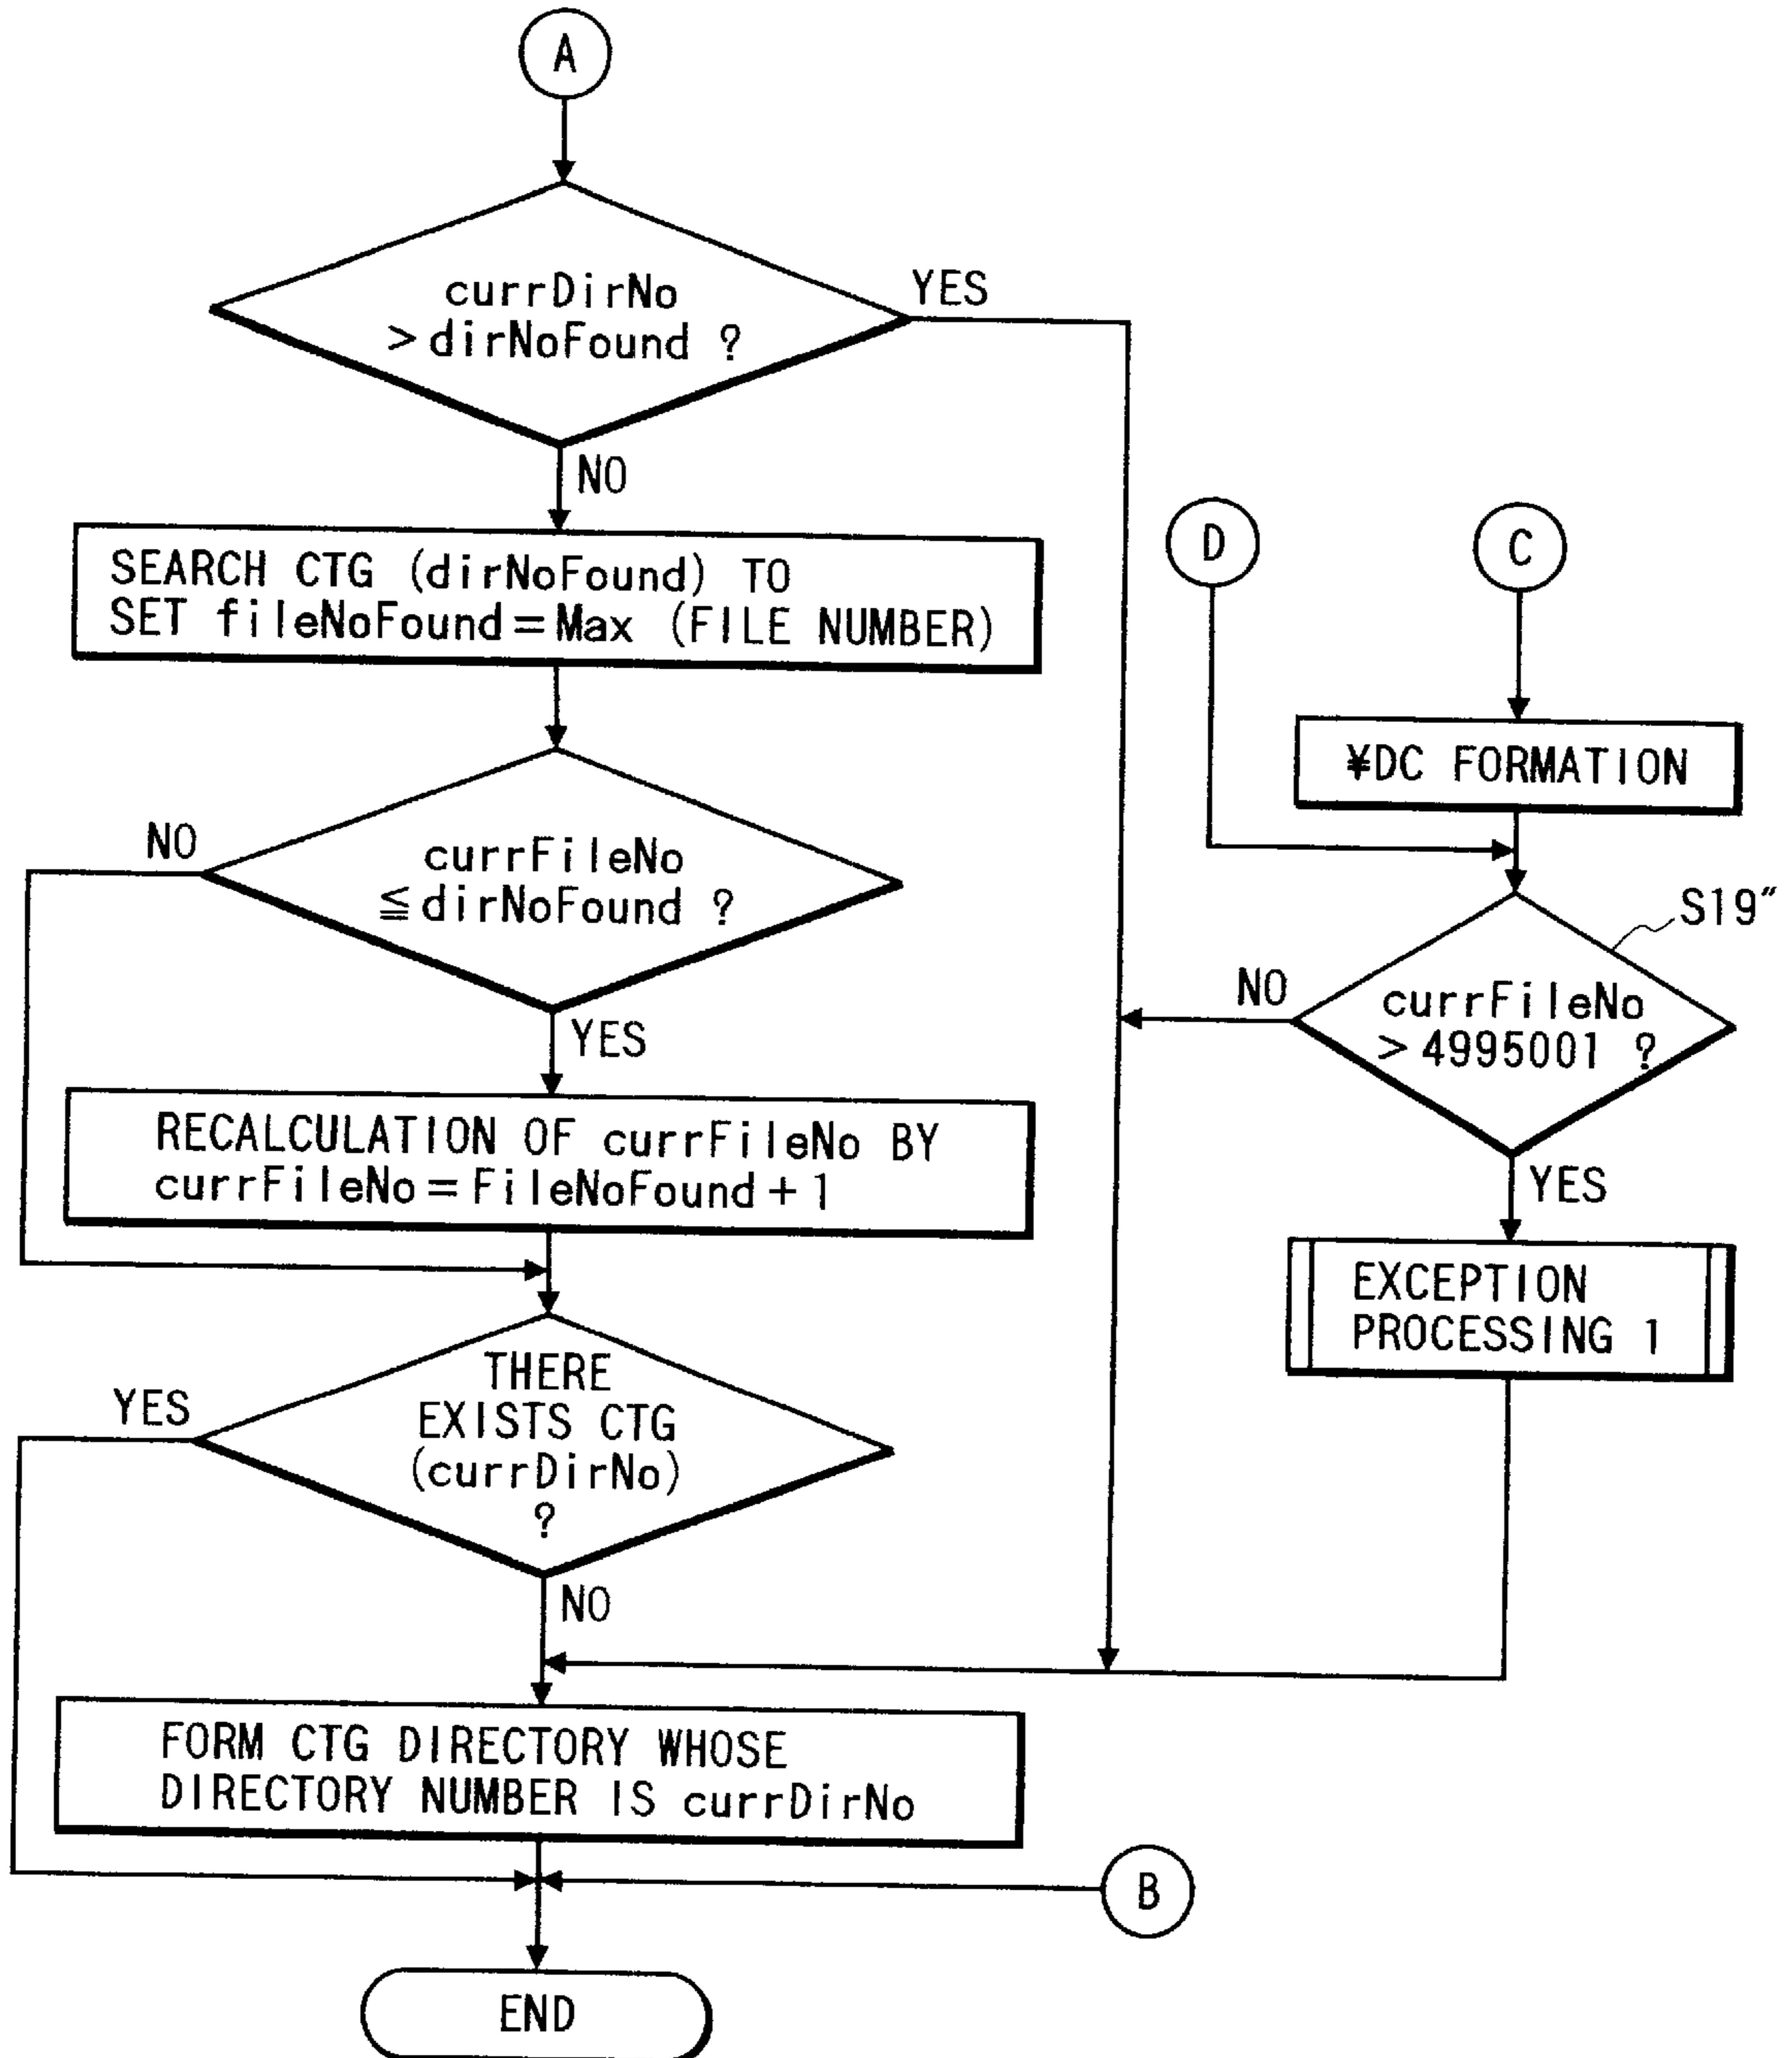 A
currDirNo
> dirNoFound ?
YES
NO
SEARCH CTG (dirNoFound) TO
SET fileNoFound=Max (FILE NUMBER)
D
C
¥DC FORMATION
NO
currFileNo
≦ dirNoFound ?
YES
S19″
NO
currFileNo
> 4995001 ?
YES
RECALCULATION OF currFileNo BY
currFileNo=FileNoFound+1
EXCEPTION
PROCESSING 1
YES
THERE
EXISTS CTG
(currDirNo)
?
NO
FORM CTG DIRECTORY WHOSE
DIRECTORY NUMBER IS currDirNo
B
END